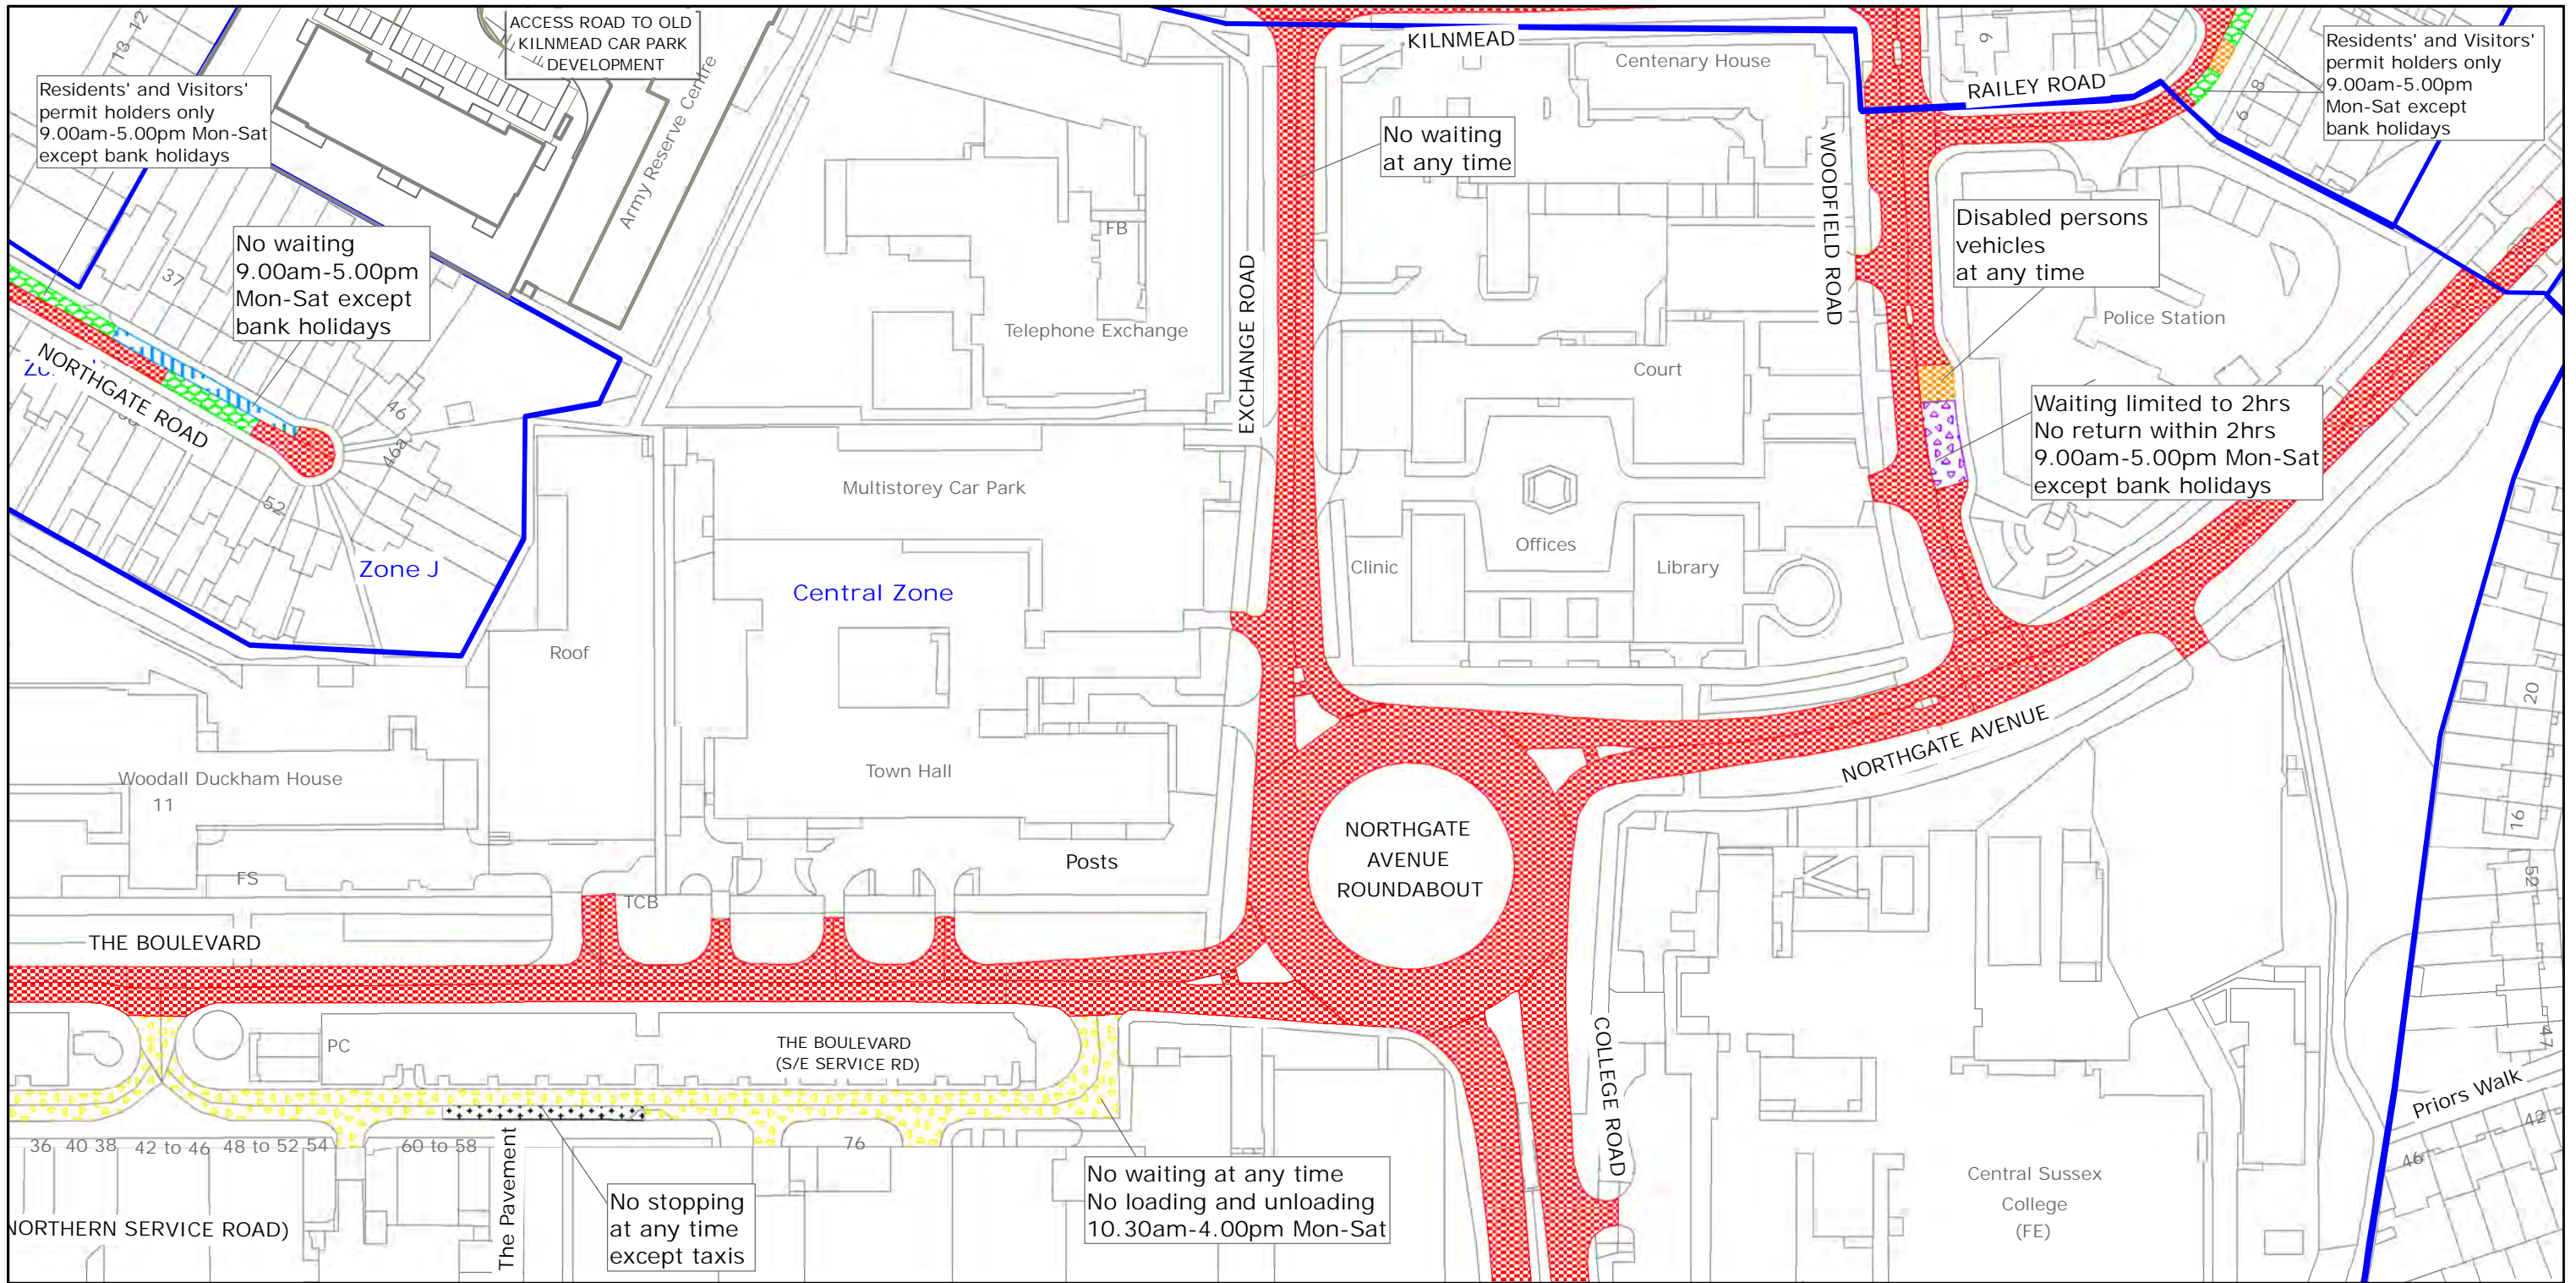 ACCESS ROAD TO OLD
KILNMEAD CAR PARK
DEVELOPMENT
13 12
Residents' and Visitors'
permit holders only
9.00am-5.00pm Mon-Sat
except bank holidays
Army Reserve Centre
KILNMEAD
Centenary House
9
RAILEY ROAD
Residents' and Visitors'
permit holders only
9.00am-5.00pm
Mon-Sat except
bank holidays
6 8
No waiting
at any time
WOODFIELD ROAD
Disabled persons
vehicles
at any time
Police Station
No waiting
9.00am-5.00pm
Mon-Sat except
bank holidays
37
FB
Telephone Exchange
EXCHANGE ROAD
Court
NORTHGATE ROAD
46
46a
52
Zone J
Multistorey Car Park
Waiting limited to 2hrs
No return within 2hrs
9.00am-5.00pm Mon-Sat
except bank holidays
Offices
Clinic
Library
Central Zone
Roof
Woodall Duckham House
11
Town Hall
NORTHGATE AVENUE
20
16
52
47
NORTHGATE
AVENUE
ROUNDABOUT
Posts
FS
TCB
THE BOULEVARD
PC
THE BOULEVARD
(S/E SERVICE RD)
COLLEGE ROAD
Priors Walk
42
46
36 40 38 42 to 46 48 to 52 54 60 to 58 76
The Pavement
No stopping
at any time
except taxis
No waiting at any time
No loading and unloading
10.30am-4.00pm Mon-Sat
Central Sussex
College
(FE)
NORTHERN SERVICE ROAD)